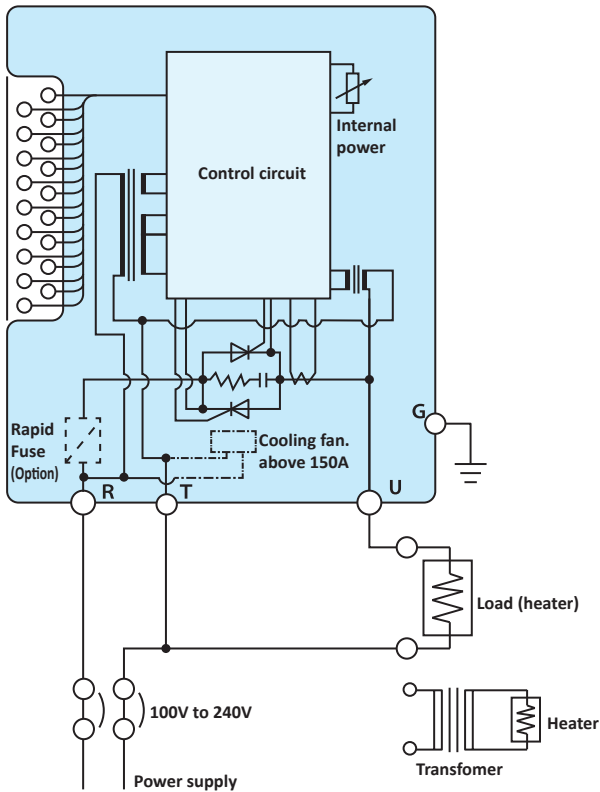 Internal
power
Control circuit
G
Rapid
Fuse
(Option)
Cooling fan.
above 150A
R
T
U
Load (heater)
100V to 240V
Heater
Transfomer
Power supply